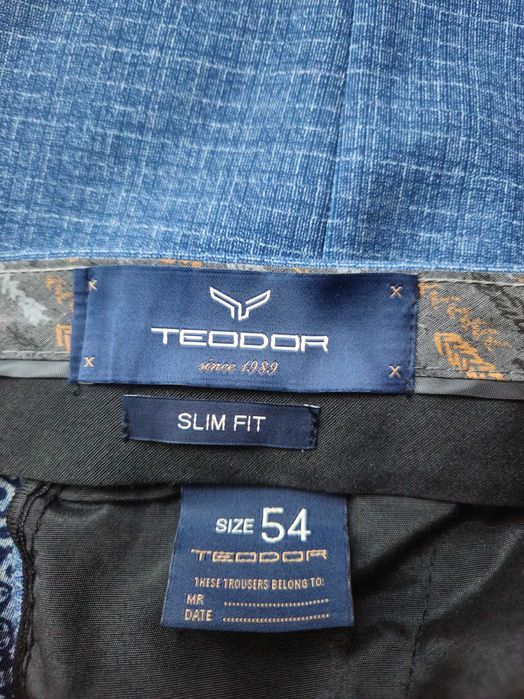 TEODOR
since 1989
SLIM FIT
SIZE 54
TEODOR
THESE TROUSERS BELONG TO:
MR ........................
DATE ........................